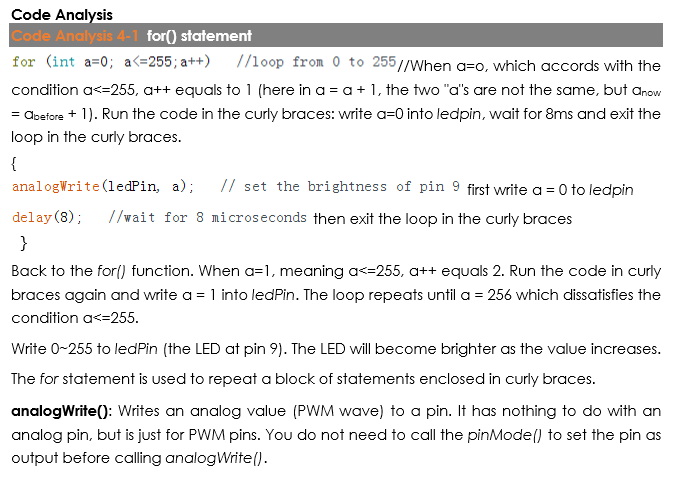 Code Analysis
Code Analysis 4-1 for() statement
for (int a=0; a<=255;a++) //loop from 0 to 255//When a=o, which accords with the
condition a<=255, a++ equals to 1 (here in a = a + 1, the two "a"s are not the same, but anow
= abefore + 1). Run the code in the curly braces: write a=0 into ledpin, wait for 8ms and exit the
loop in the curly braces.
{
analogWrite(ledPin, a); // set the brightness of pin 9 first write a = 0 to ledpin
delay(8); //wait for 8 microseconds then exit the loop in the curly braces
}
Back to the for() function. When a=1, meaning a<=255, a++ equals 2. Run the code in curly
braces again and write a = 1 into ledPin. The loop repeats until a = 256 which dissatisfies the
condition a<=255.
Write 0~255 to ledPin (the LED at pin 9). The LED will become brighter as the value increases.
The for statement is used to repeat a block of statements enclosed in curly braces.
analogWrite(): Writes an analog value (PWM wave) to a pin. It has nothing to do with an
analog pin, but is just for PWM pins. You do not need to call the pinMode() to set the pin as
output before calling analogWrite().